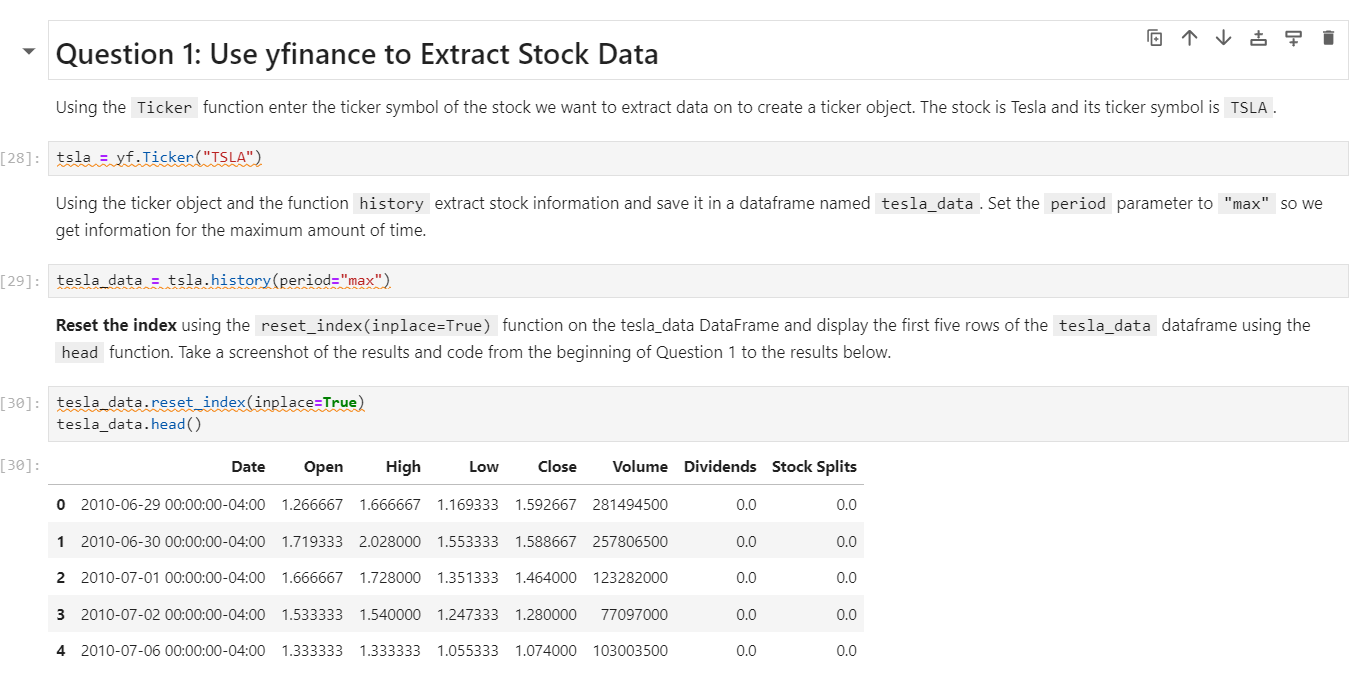 Question 1: Use yfinance to Extract Stock Data
Using the Ticker function enter the ticker symbol of the stock we want to extract data on to create a ticker object. The stock is Tesla and its ticker symbol is TSLA .
[28]: tsla = yf.Ticker("TSLA")
Using the ticker object and the function history extract stock information and save it in a dataframe named tesla_data . Set the period parameter to "max" so we
get information for the maximum amount of time.
[29]: tesla_data = tsla.history(period="max")
Reset the index using the reset_index(inplace=True) function on the tesla_data DataFrame and display the first five rows of the tesla_data dataframe using the
head function. Take a screenshot of the results and code from the beginning of Question 1 to the results below.
[30]: tesla_data.reset_index(inplace=True)
tesla_data.head()
[30]: Date Open High Low Close Volume Dividends Stock Splits
0 2010-06-29 00:00:00-04:00 1.266667 1.666667 1.169333 1.592667 281494500 0.0 0.0
1 2010-06-30 00:00:00-04:00 1.719333 2.028000 1.553333 1.588667 257806500 0.0 0.0
2 2010-07-01 00:00:00-04:00 1.666667 1.728000 1.351333 1.464000 123282000 0.0 0.0
3 2010-07-02 00:00:00-04:00 1.533333 1.540000 1.247333 1.280000 77097000 0.0 0.0
4 2010-07-06 00:00:00-04:00 1.333333 1.333333 1.055333 1.074000 103003500 0.0 0.0